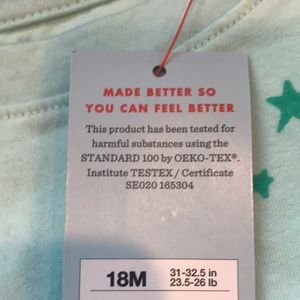 MADE BETTER SO
YOU CAN FEEL BETTER
This product has been tested for
harmful substances using the
STANDARD 100 by OEKO-TEX®.
Institute TESTEX / Certificate
SE020 165304
18M
31-32.5 in
23.5-26 lb